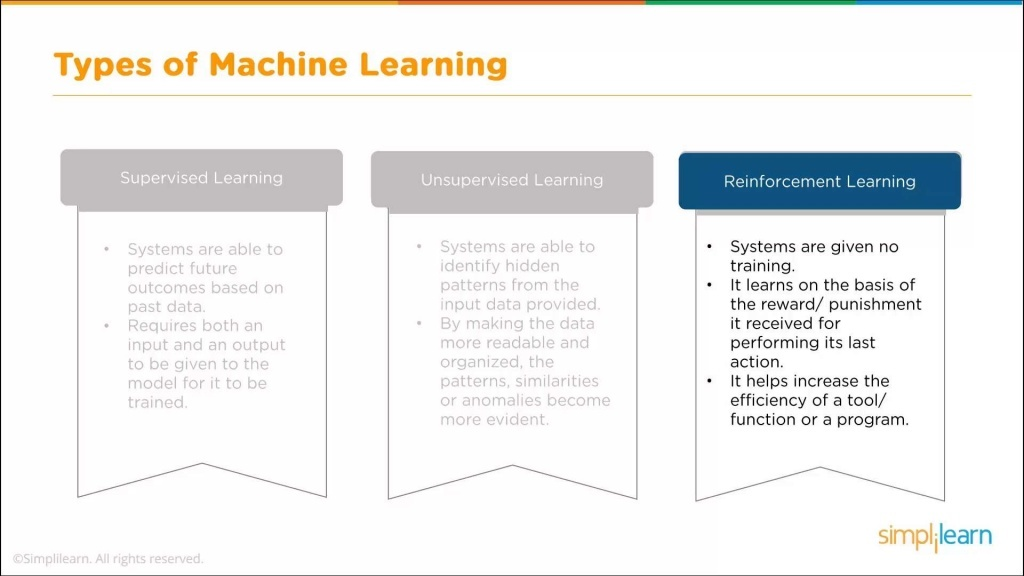 Types of Machine Learning
Supervised Learning
• Systems are able to
predict future
outcomes based on
past data.
• Requires both an
input and an output
to be given to the
model for it to be
trained.
Unsupervised Learning
• Systems are able to
identify hidden
patterns from the
input data provided.
• By making the data
more readable and
organized, the
patterns, similarities
or anomalies become
more evident.
Reinforcement Learning
• Systems are given no
training.
• It learns on the basis of
the reward/ punishment
it received for
performing its last
action.
• It helps increase the
efficiency of a tool/
function or a program.
©Simplilearn. All rights reserved.
simplilearn